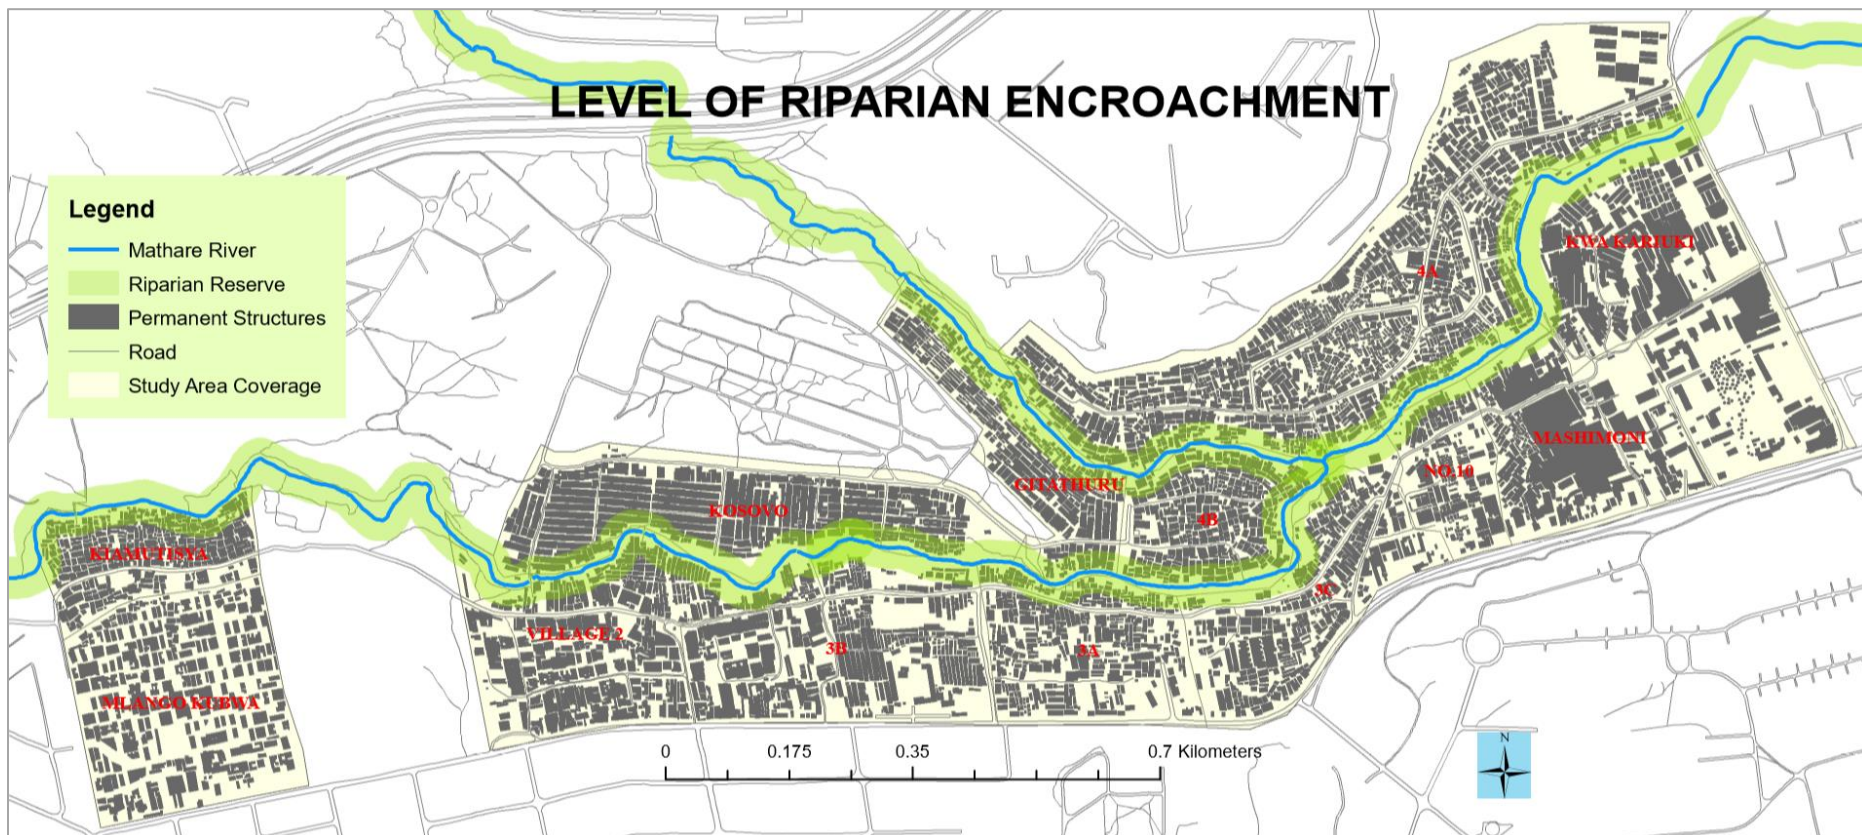 LEVEL OF RIPARIAN ENCROACHMENT
Legend
Mathare River
Riparian Reserve
Permanent Structures
Road
Study Area Coverage
KWA KARIUKI
4A
MASHIMONI
NO.10
GITATHURU
4B
KOSOVO
KIAMUTISYA
3C
VILLAGE 2
3B
3A
MLANGO KUBWA
0 0.175 0.35 0.7 Kilometers
N